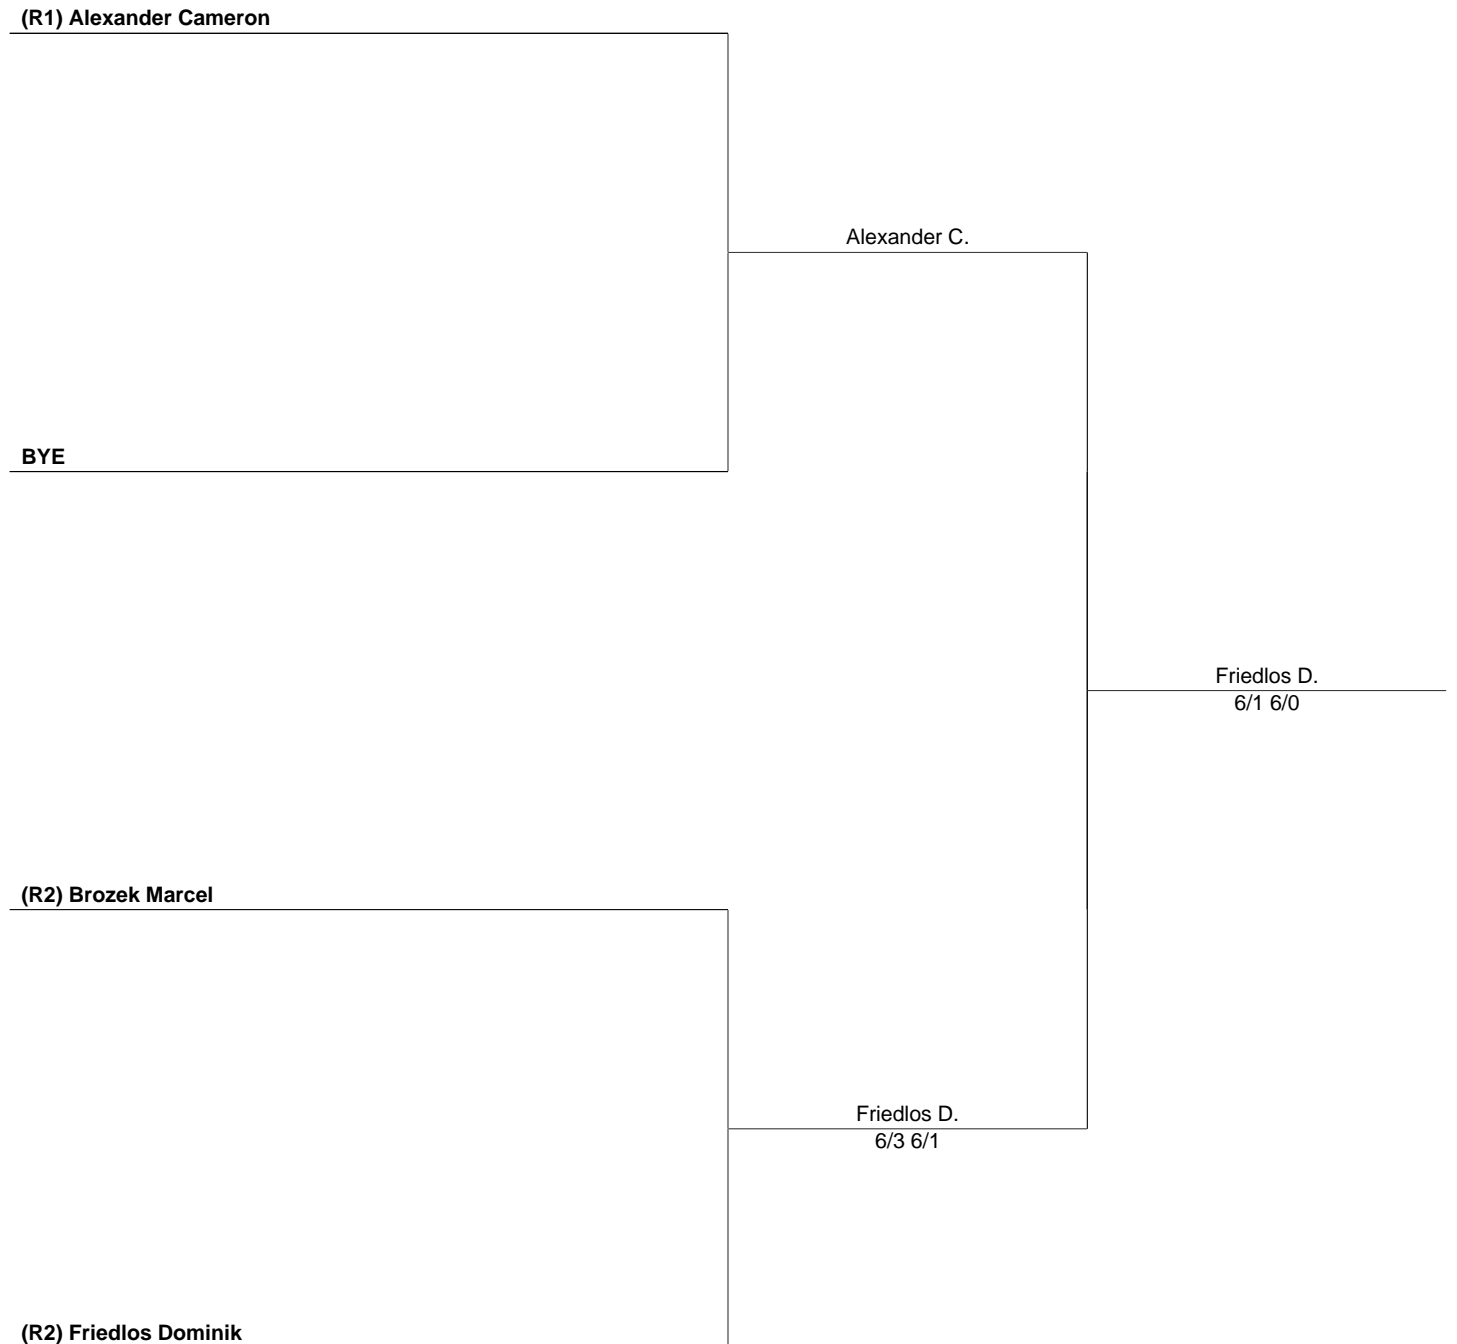 (R1) Alexander Cameron
Alexander C.
BYE
Friedlos D.
6/1 6/0
(R2) Brozek Marcel
Friedlos D.
6/3 6/1
(R2) Friedlos Dominik